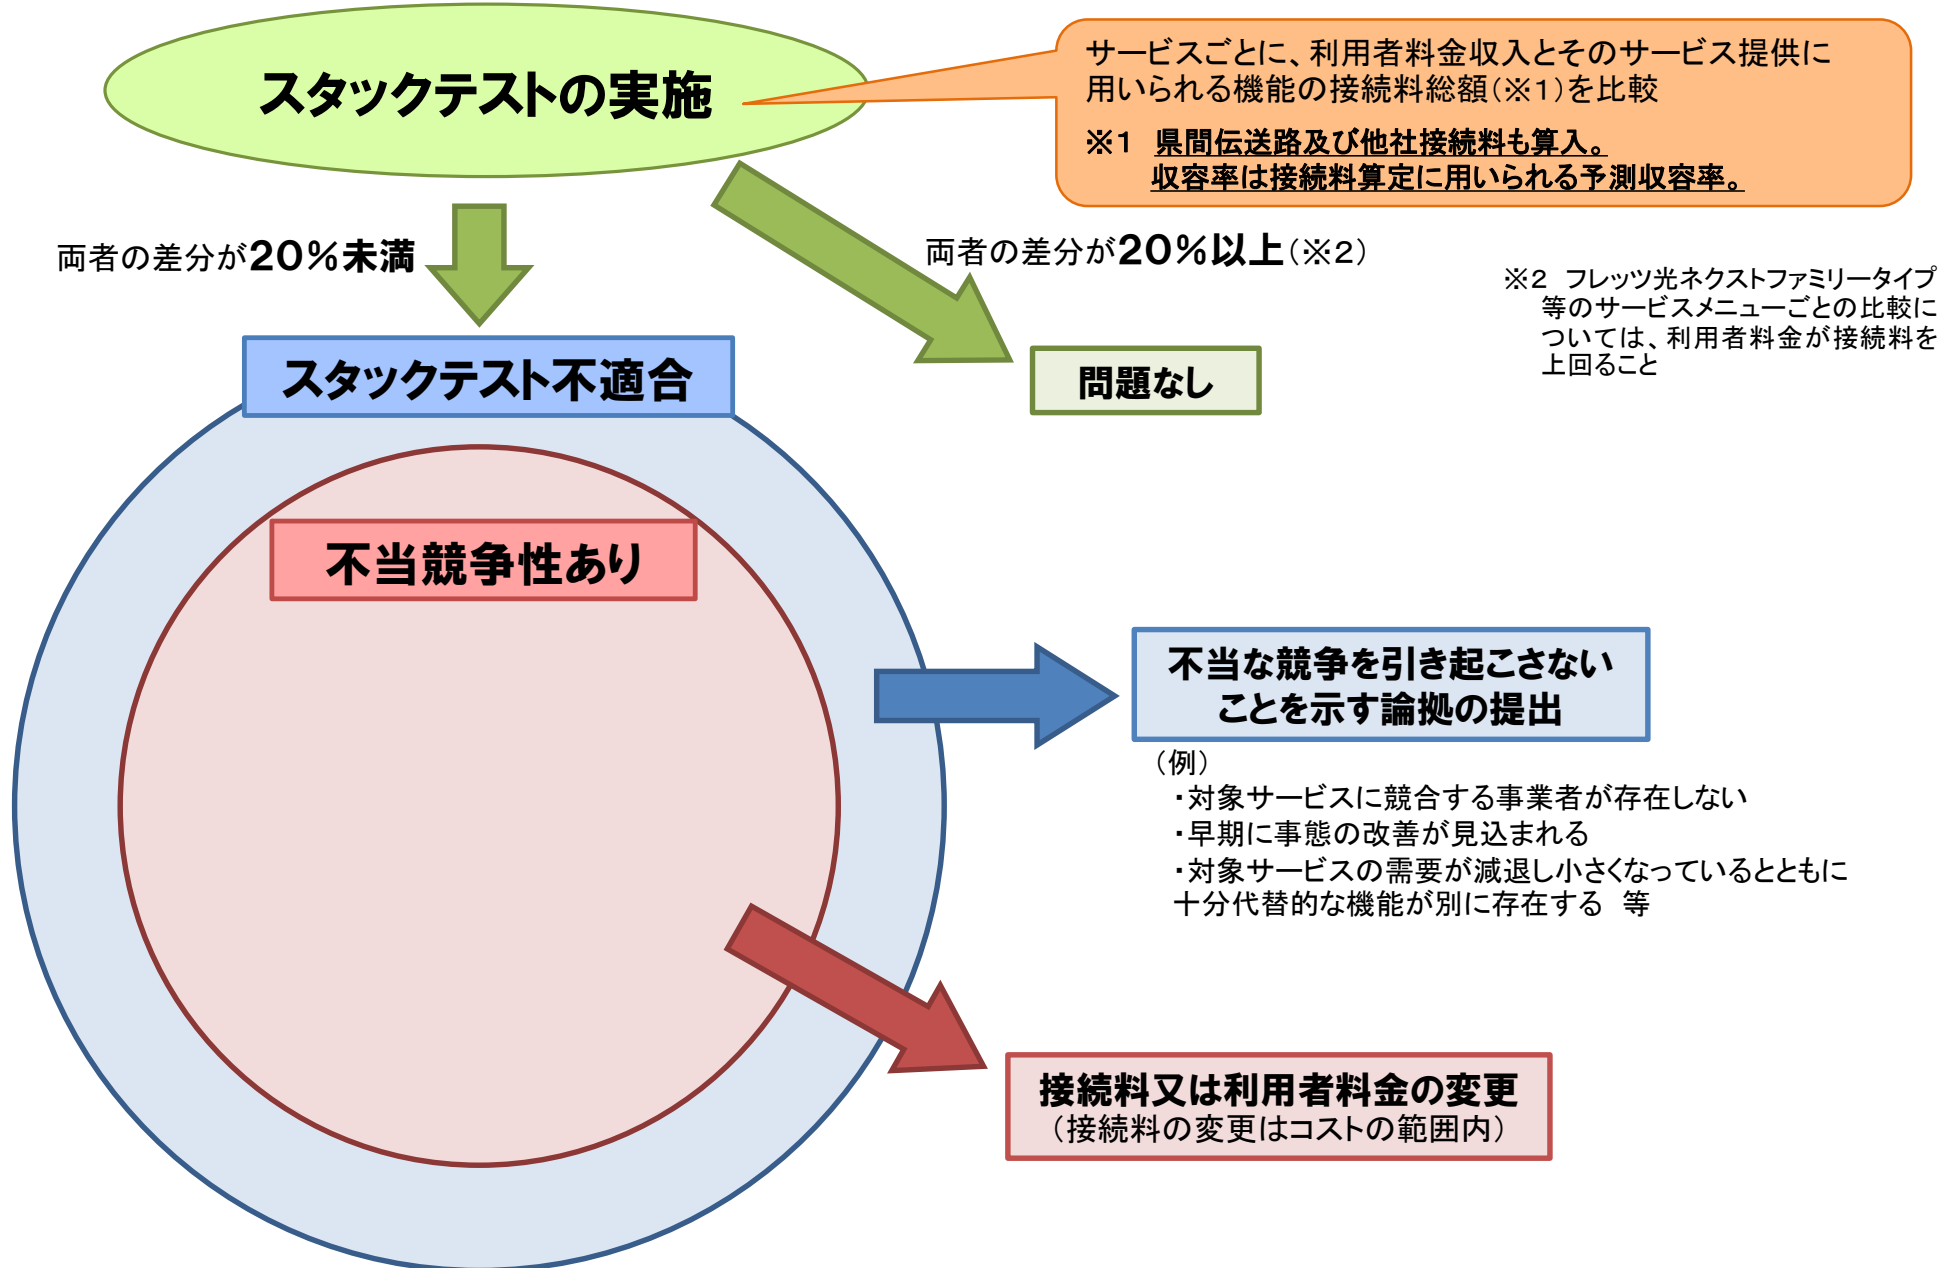 スタックテストの実施
サービスごとに、利用者料金収入とそのサービス提供に
用いられる機能の接続料総額（※１）を比較
※１　県間伝送路及び他社接続料も算入。
収容率は接続料算定に用いられる予測収容率。
両者の差分が２０％未満
両者の差分が２０％以上（※２）
※２　フレッツ光ネクストファミリータイプ
等のサービスメニューごとの比較に
ついては、利用者料金が接続料を
上回ること
スタックテスト不適合
問題なし
不当競争性あり
不当な競争を引き起こさない
ことを示す論拠の提出
（例）
・対象サービスに競合する事業者が存在しない
・早期に事態の改善が見込まれる
・対象サービスの需要が減退し小さくなっているとともに
十分代替的な機能が別に存在する　等
接続料又は利用者料金の変更
（接続料の変更はコストの範囲内）